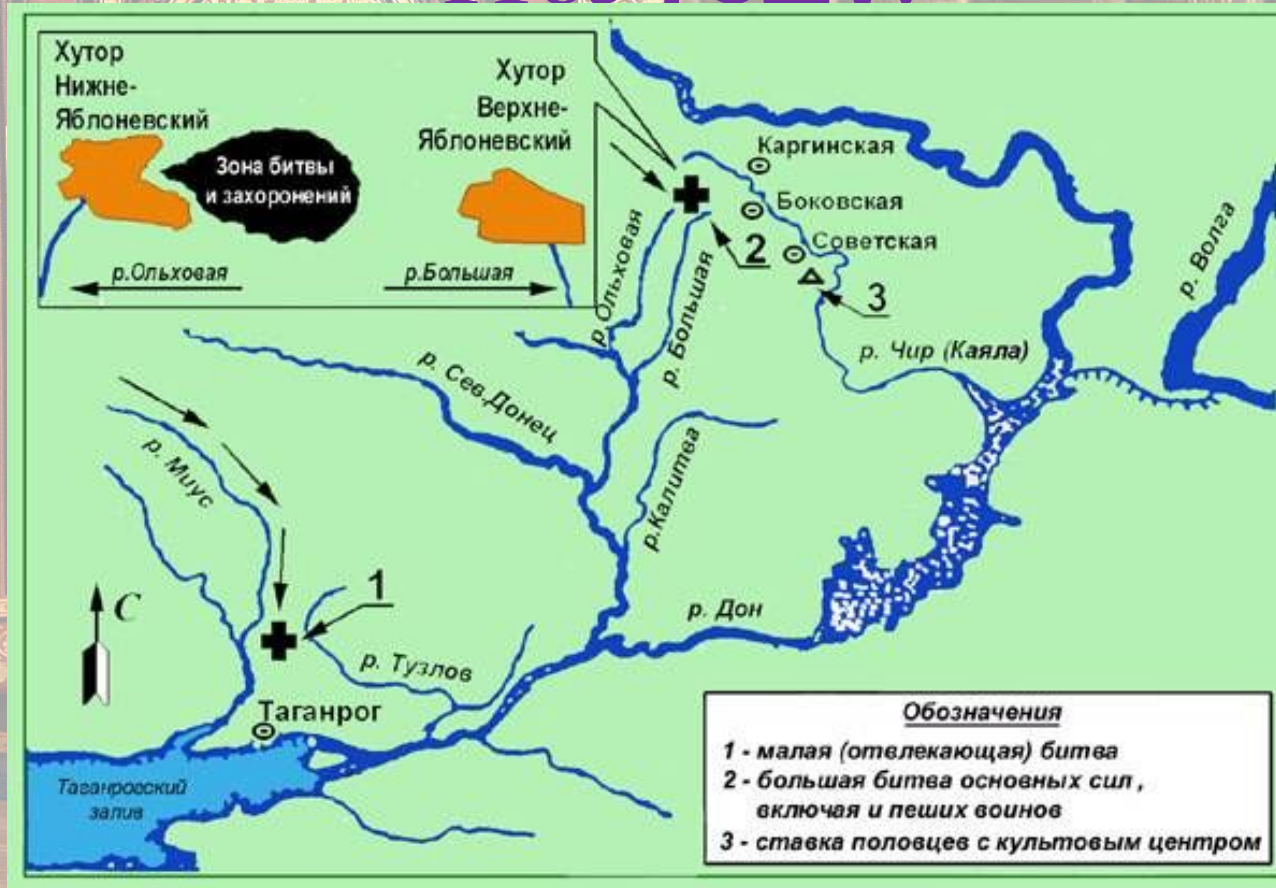 Хутор
Нижне-
Яблоневский
Хутор
Верхне-
Яблоневский
Зона битвы
и захоронений
р.Ольховая
р.Большая
Каргинская
Боковская
2
Советская
3
р. Ольховая
р. Большая
р. Волга
р. Чир (Каяла)
р. Сев.Донец
р. Миус
р.Калитва
1
С
р. Дон
р. Тузлов
Таганрог
Таганровский
залив
Обозначения
1 - малая (отвлекающая) битва
2 - большая битва основных сил ,
включая и пеших воинов
3 - ставка половцев с культовым центром